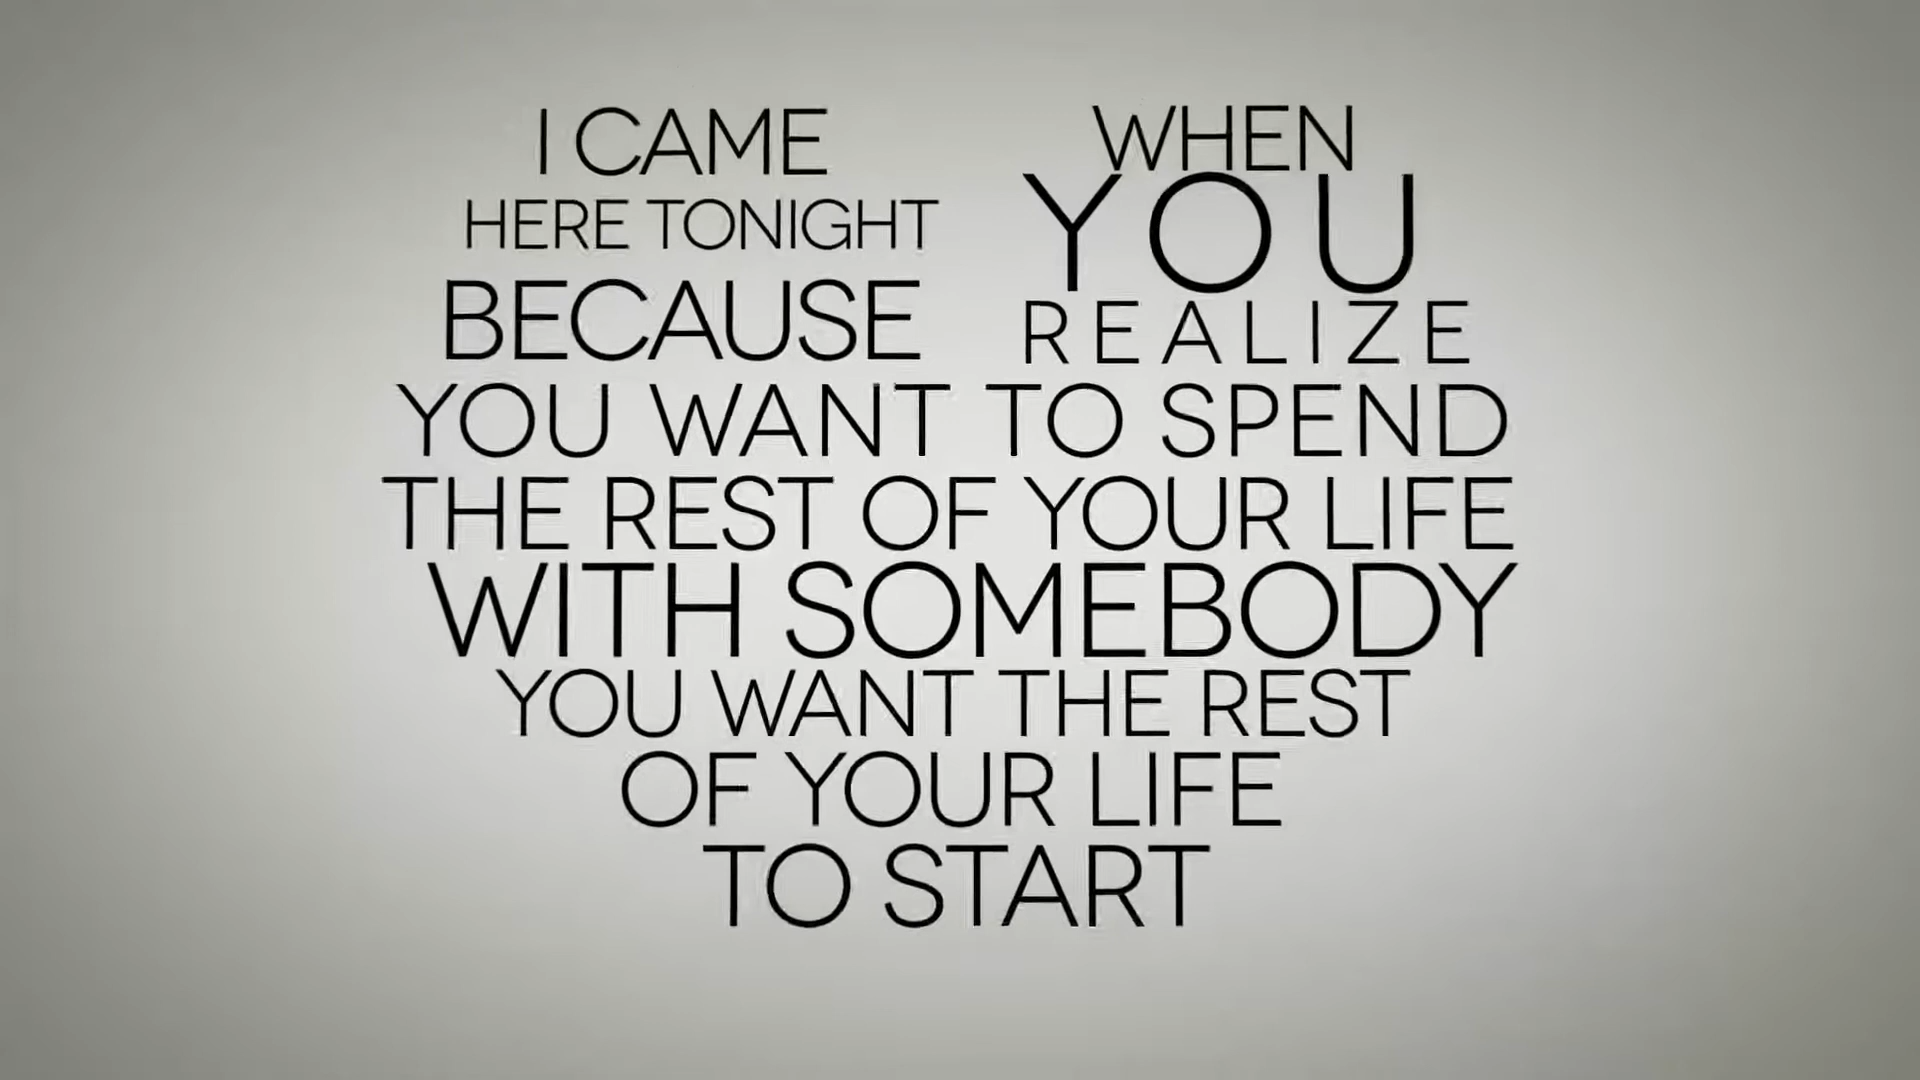 I CAME
HERE TONIGHT
BECAUSE
WHEN
YOU
REALIZE
YOU WANT TO SPEND
THE REST OF YOUR LIFE
WITH SOMEBODY
YOU WANT THE REST
OF YOUR LIFE
TO START